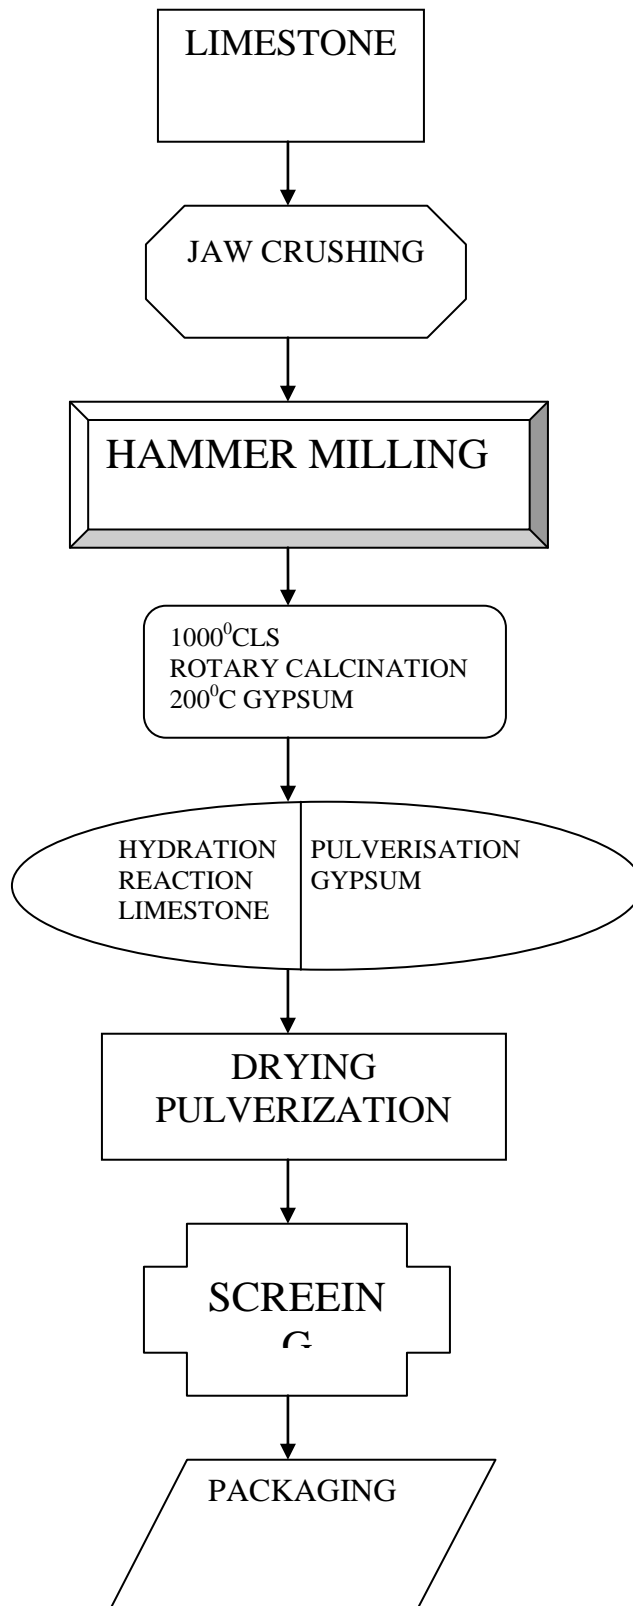 LIMESTONE
JAW CRUSHING
HAMMER MILLING
1000⁰CLS
ROTARY CALCINATION
200⁰C GYPSUM
HYDRATION
REACTION
LIMESTONE
PULVERISATION
GYPSUM
DRYING
PULVERIZATION
SCREEIN
G
PACKAGING